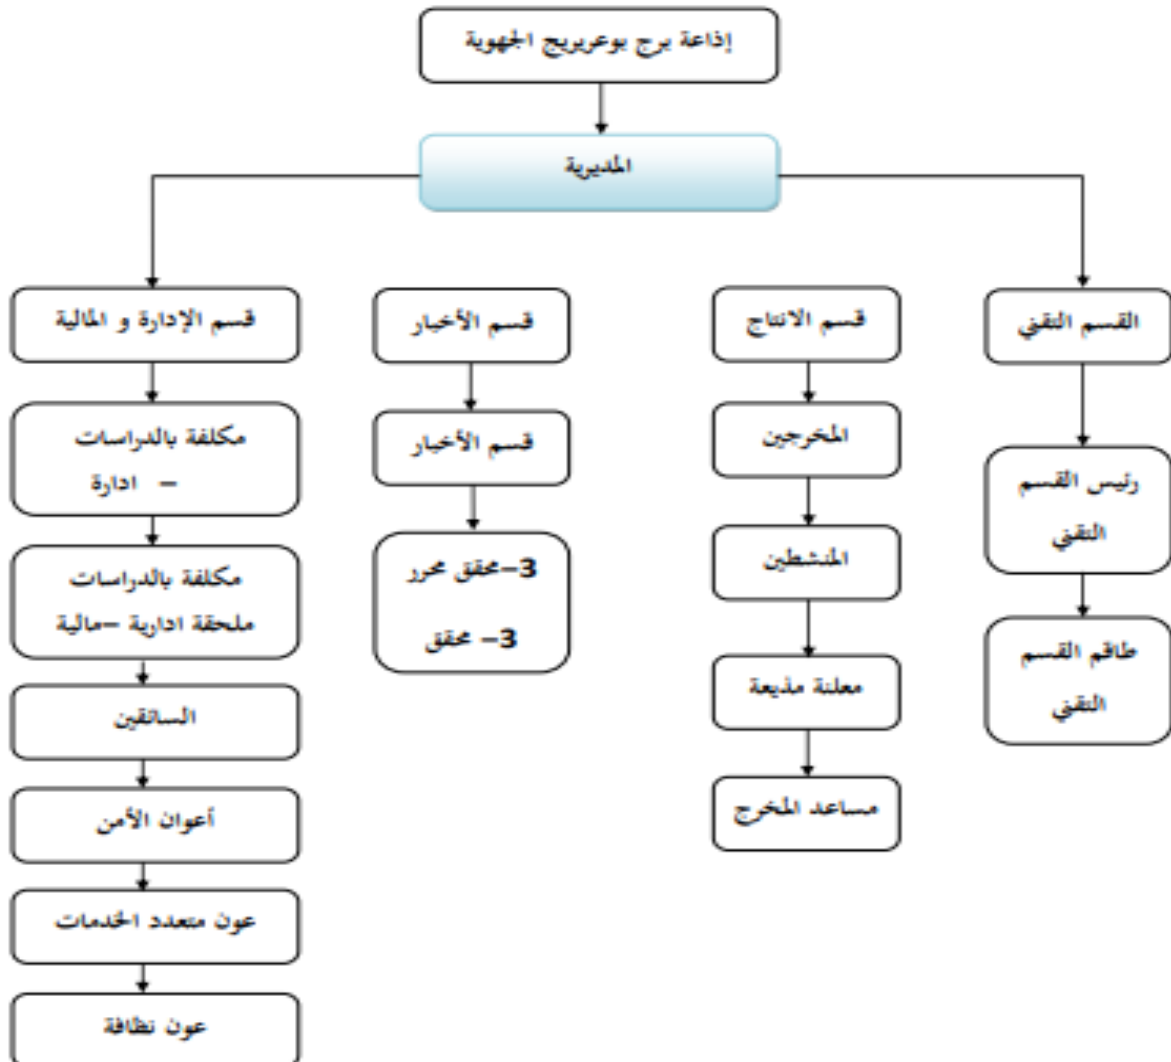 إذاعة برج بوعريريج الجهوية
المديرية
القسم التقني
رئيس القسم
التقني
طاقم القسم
التقني
قسم الانتاج
المخرجين
المنشطين
معلنة مذيعة
مساعد المخرج
قسم الأخبار
قسم الأخبار
3–محقق محرر
3– محقق
قسم الإدارة و المالية
مكلفة بالدراسات
– ادارة
مكلفة بالدراسات
ملحقة ادارية –مالية
السائقين
أعوان الأمن
عون متعدد الخدمات
عون نظافة